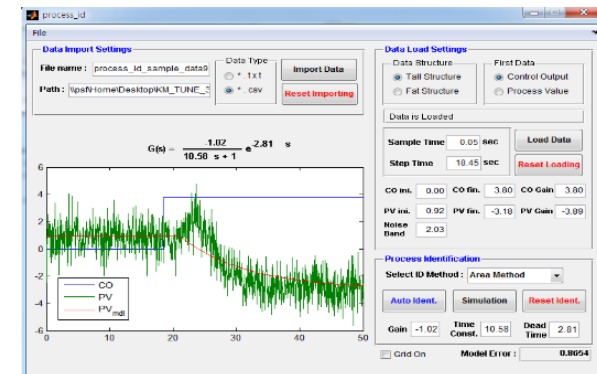 process_id
File
Data Import Settings
File name : process_id_sample_data9
Path : \\psf\Home\Desktop\KM_TUNE_3
Data Type
*.txt
*.csv
Import Data
Reset Importing
G(s) = -1.02 / 10.58 s + 1 e -2.81 s
6
4
2
0
-2
-4
-6
0 10 20 30 40 50
CO
PV
PVmdl
Data Load Settings
Data Structure
Tall Structure
Fat Structure
First Data
Control Output
Process Value
Data is Loaded
Sample Time 0.05 sec
Step Time 18.45 sec
Load Data
Reset Loading
CO ini. 0.00 CO fin. 3.80 CO Gain 3.80
PV ini. 0.92 PV fin. -3.18 PV Gain -3.89
Noise Band 2.03
Process Identification
Select ID Method : Area Method
Auto Ident. Simulation Reset Ident.
Gain -1.02 Time Const. 10.58 Dead Time 2.81
Grid On Model Error : 0.8654